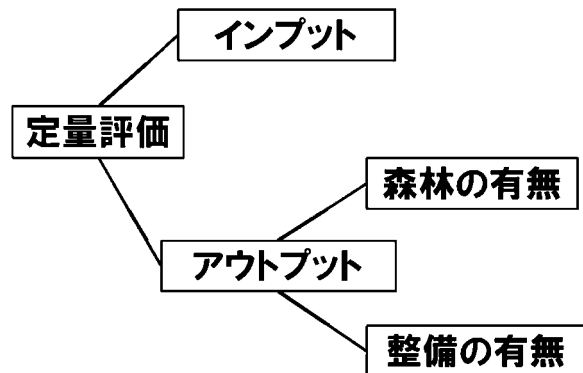 インプット
定量評価
森林の有無
アウトプット
整備の有無